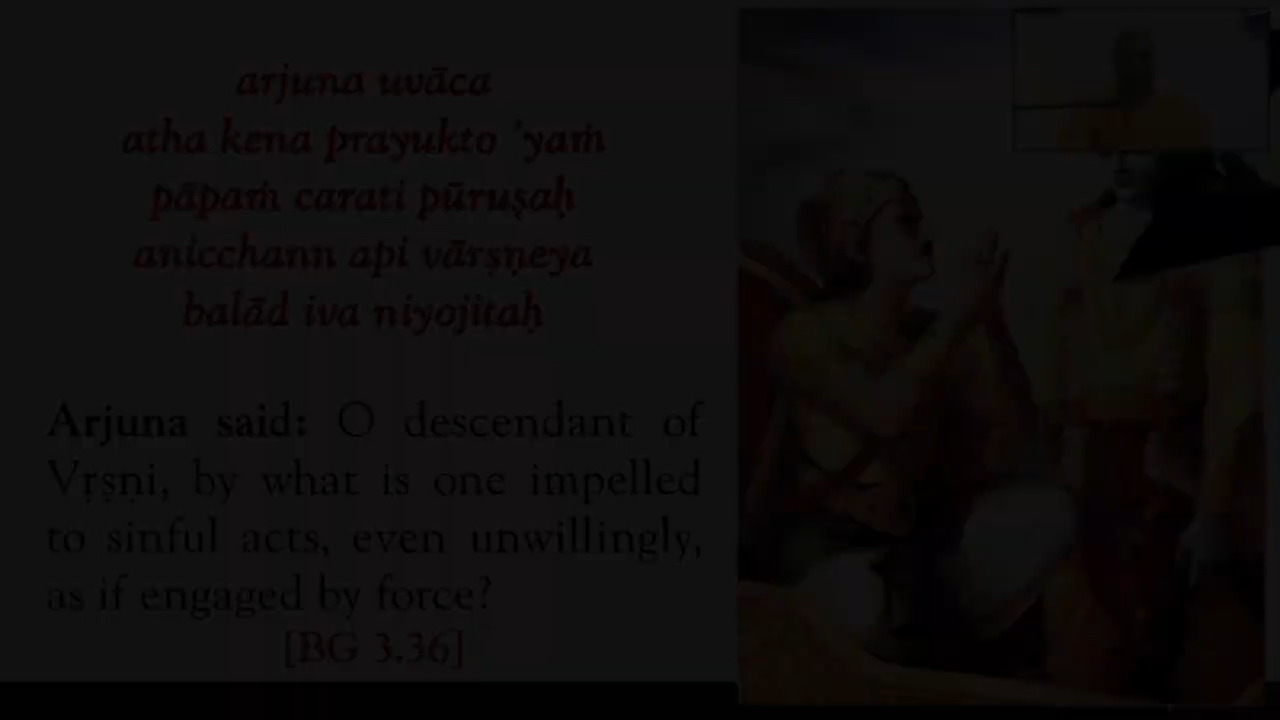 arjuna uvāca
atha kena prayukto 'yaṁ
pāpaṁ carati pūruṣaḥ
anicchann api vārṣṇeya
balād iva niyojitaḥ
Arjuna said: O descendant of
Vṛṣṇi, by what is one impelled
to sinful acts, even unwillingly,
as if engaged by force?
[BG 3.36]